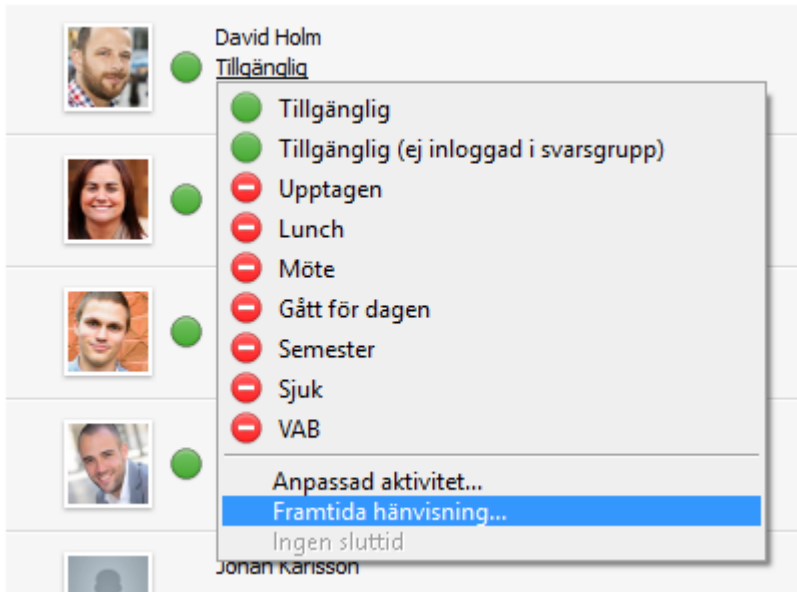 David Holm
Tillgänglig
Tillgänglig
Tillgänglig (ej inloggad i svarsgrupp)
Upptagen
Lunch
Möte
Gått för dagen
Semester
Sjuk
VAB
Anpassad aktivitet...
Framtida hänvisning...
Ingen sluttid
Johan Karlsson